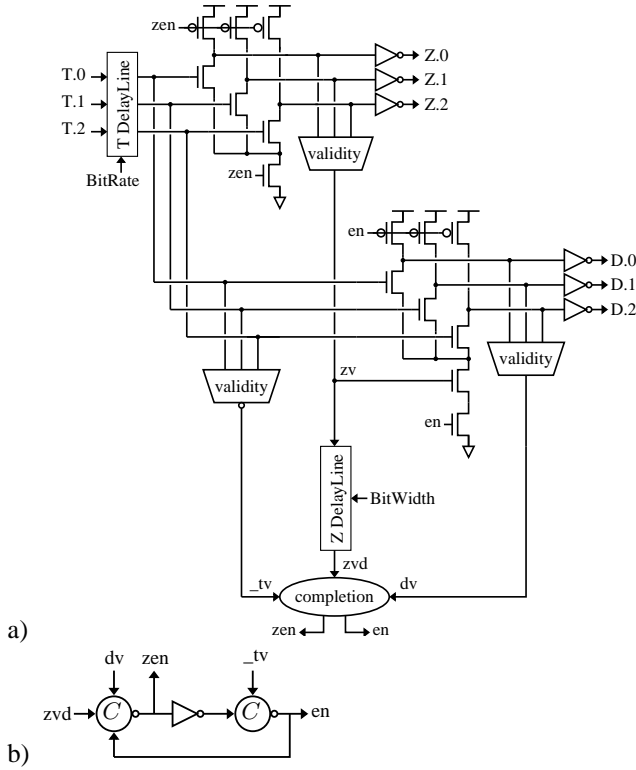 zen
Z.0
T.0
Z.1
T.1
T DelayLine
Z.2
T.2
validity
zen
BitRate
en
D.0
D.1
D.2
validity
zv
validity
en
Z DelayLine
BitWidth
zvd
_tv
completion
dv
a)
zen
en
dv
zen
_tv
zvd
C
C
en
b)